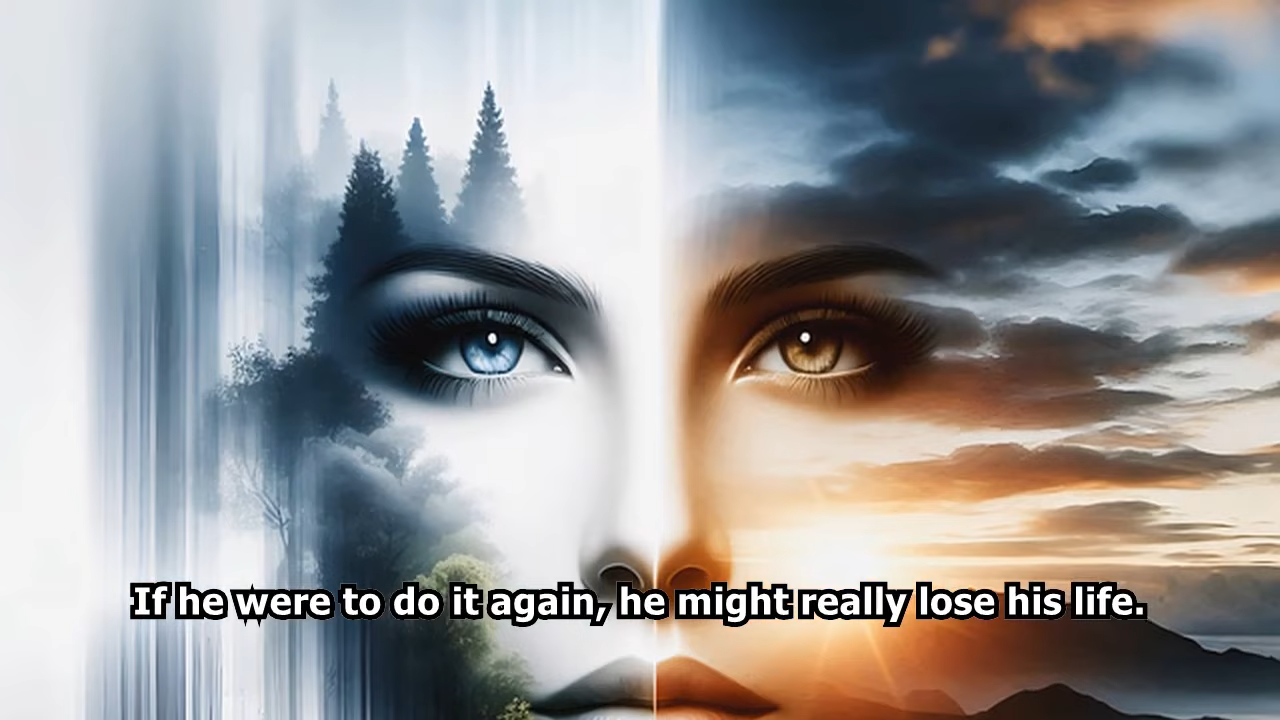 If he were to do it again, he might really lose his life.